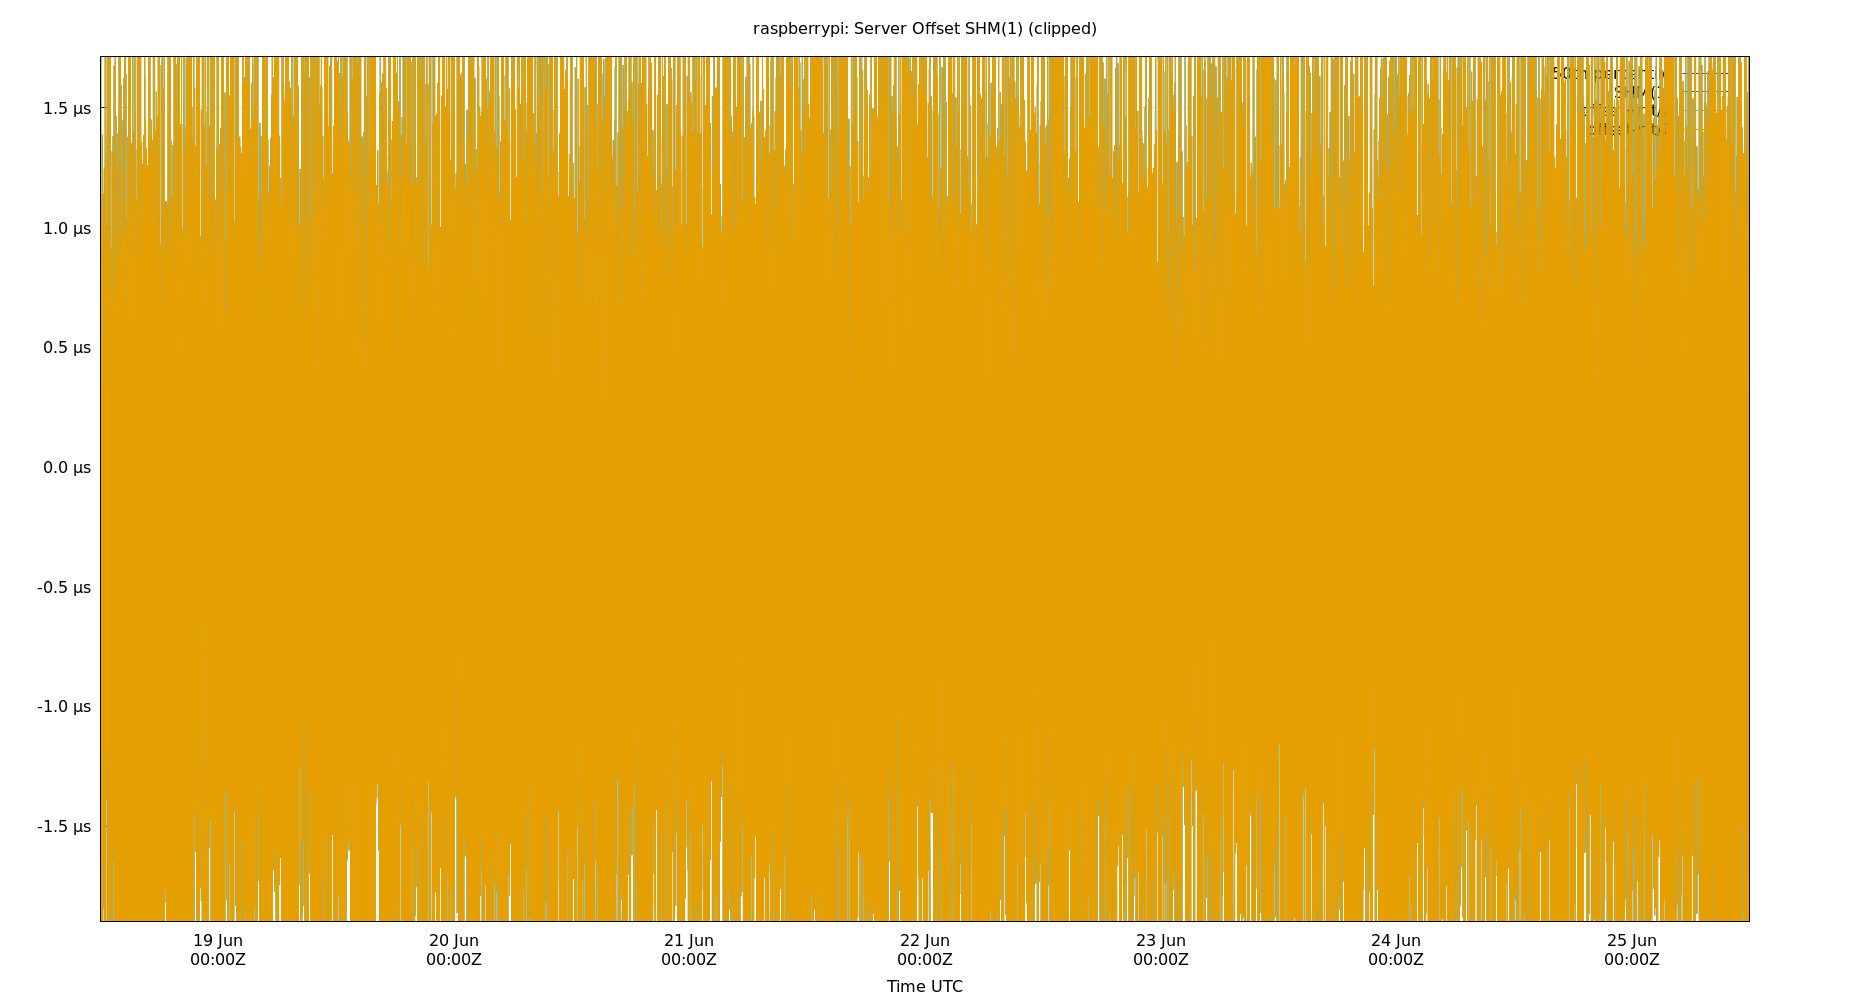 raspberrypi: Server Offset SHM(1) (clipped)
1.5 µs
1.0 µs
0.5 µs
0.0 µs
-0.5 µs
-1.0 µs
-1.5 µs
19 Jun 20 Jun 21 Jun 22 Jun 23 Jun 24 Jun 25 Jun
00:00Z 00:00Z 00:00Z 00:00Z 00:00Z 00:00Z 00:00Z
Time UTC